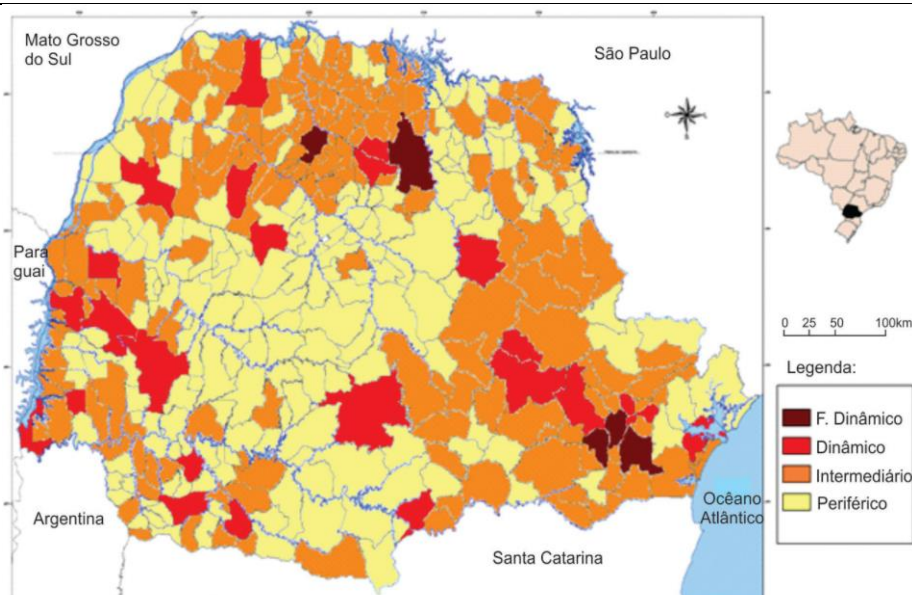 Mato Grosso
do Sul
São Paulo
Para
guai
Argentina
Santa Catarina
Oceano
Atlântico
0 25 50 100km
Legenda:
F. Dinâmico
Dinâmico
Intermediário
Periférico